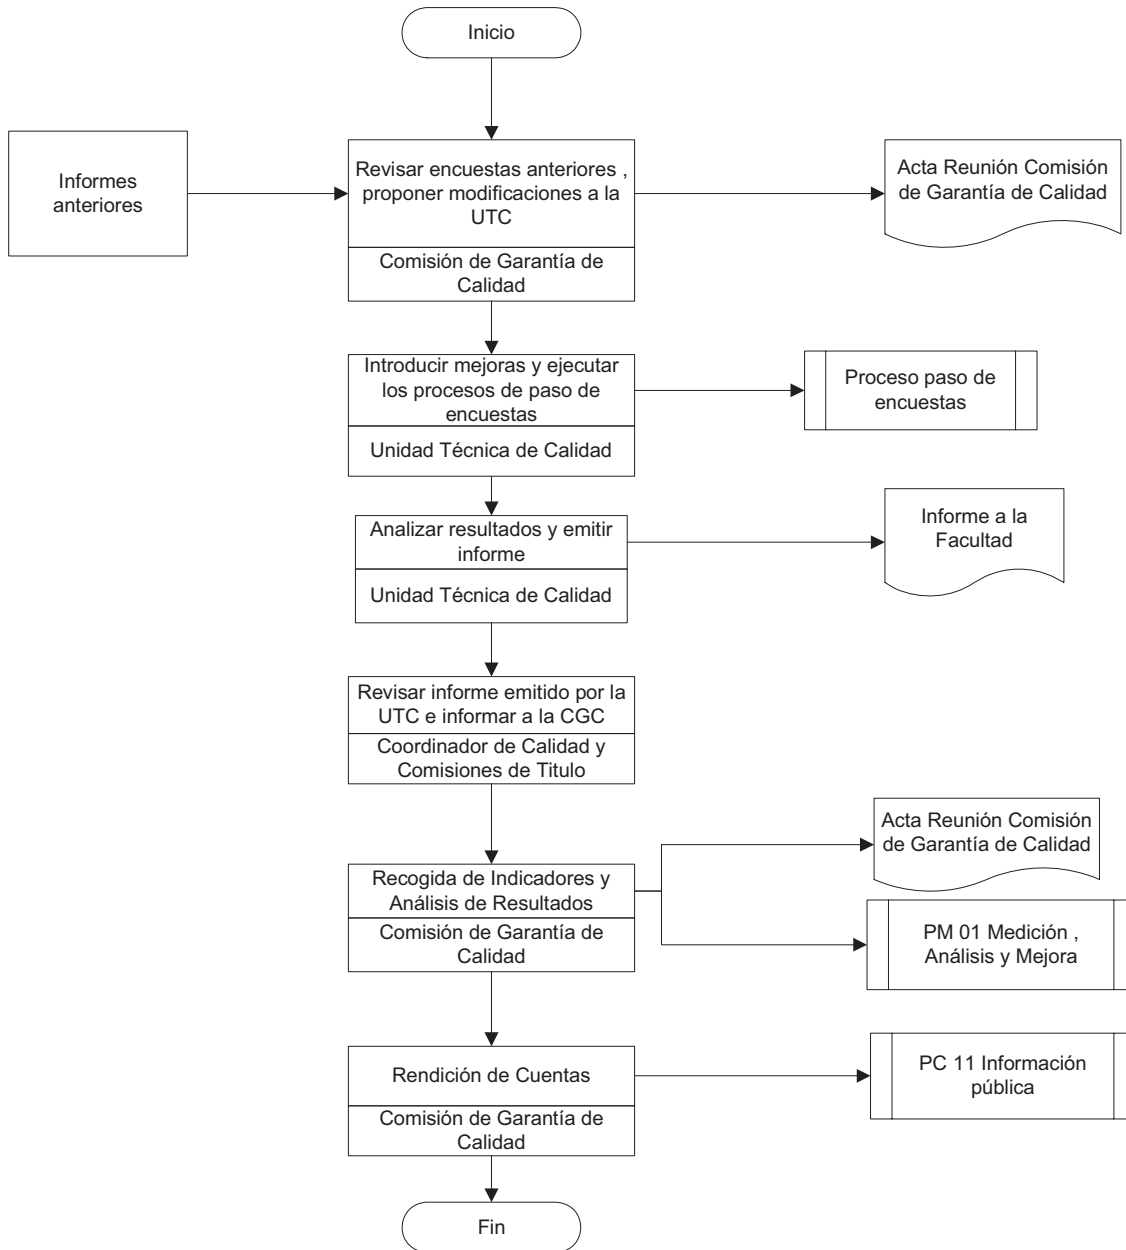 Inicio
Informes
anteriores
Revisar encuestas anteriores ,
proponer modificaciones a la
UTC
Comisión de Garantía de
Calidad
Acta Reunión Comisión
de Garantía de Calidad
Introducir mejoras y ejecutar
los procesos de paso de
encuestas
Unidad Técnica de Calidad
Proceso paso de
encuestas
Analizar resultados y emitir
informe
Unidad Técnica de Calidad
Informe a la
Facultad
Revisar informe emitido por la
UTC e informar a la CGC
Coordinador de Calidad y
Comisiones de Titulo
Recogida de Indicadores y
Análisis de Resultados
Comisión de Garantía de
Calidad
Acta Reunión Comisión
de Garantía de Calidad
PM 01 Medición ,
Análisis y Mejora
Rendición de Cuentas
Comisión de Garantía de
Calidad
PC 11 Información
pública
Fin